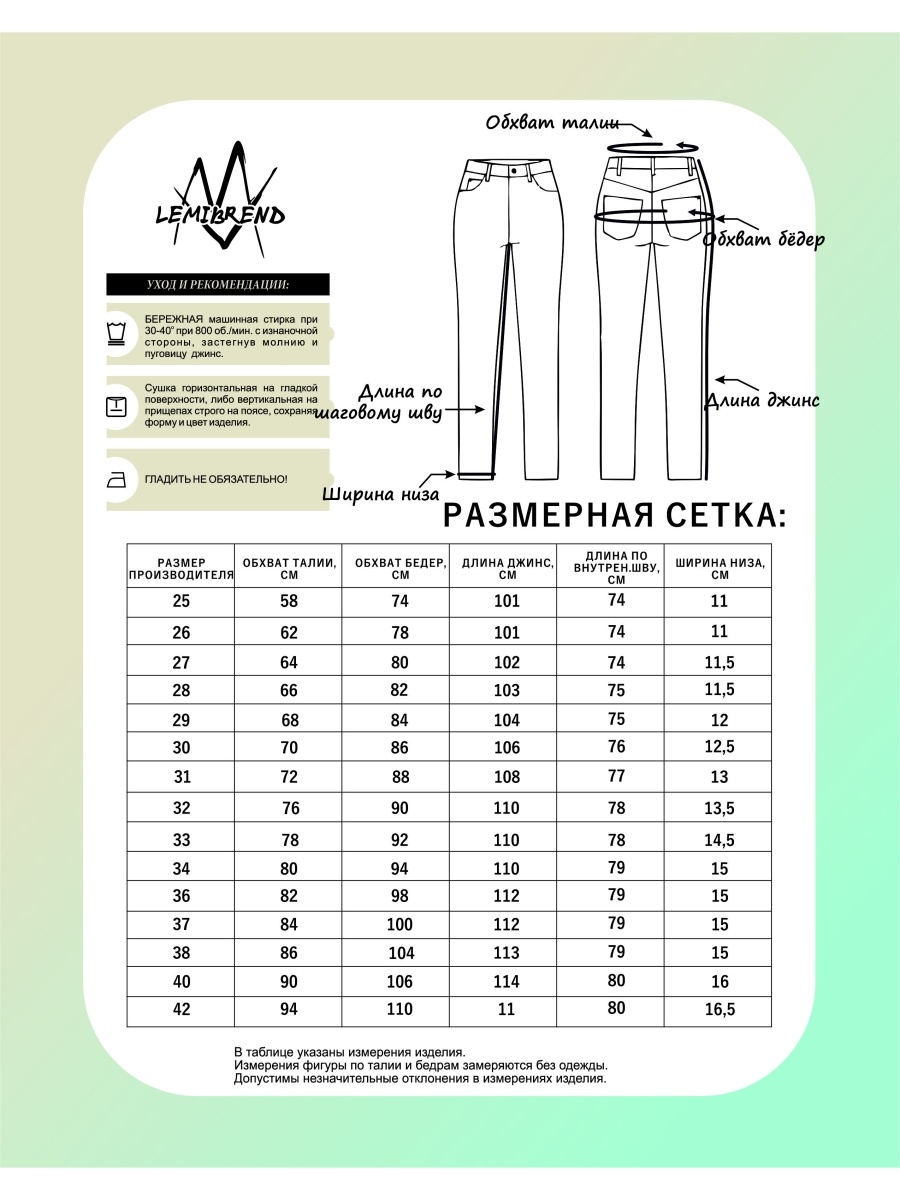 Обхват талии
LEMIBREND
Обхват бёдер
УХОД И РЕКОМЕНДАЦИИ:
БЕРЕЖНАЯ машинная стирка при
30-40° при 800 об./мин. с изнаночной
стороны, застегнув молнию и
пуговицу джинс.
Сушка горизонтальная на гладкой
поверхности, либо вертикальная на
прищепах строго на поясе, сохраняя
форму и цвет изделия.
ГЛАДИТЬ НЕ ОБЯЗАТЕЛЬНО!
Длина по
шаговому шву
Длина джинс
Ширина низа
РАЗМЕРНАЯ СЕТКА:
РАЗМЕР ПРОИЗВОДИТЕЛЯ ОБХВАТ ТАЛИИ, СМ ОБХВАТ БЕДЕР, СМ ДЛИНА ДЖИНС, СМ ДЛИНА ПО ВНУТРЕН.ШВУ, СМ ШИРИНА НИЗА, СМ
25 58 74 101 74 11
26 62 78 101 74 11
27 64 80 102 74 11,5
28 66 82 103 75 11,5
29 68 84 104 75 12
30 70 86 106 76 12,5
31 72 88 108 77 13
32 76 90 110 78 13,5
33 78 92 110 78 14,5
34 80 94 110 79 15
36 82 98 112 79 15
37 84 100 112 79 15
38 86 104 113 79 15
40 90 106 114 80 16
42 94 110 11 80 16,5
В таблице указаны измерения изделия.
Измерения фигуры по талии и бедрам замеряются без одежды.
Допустимы незначительные отклонения в измерениях изделия.